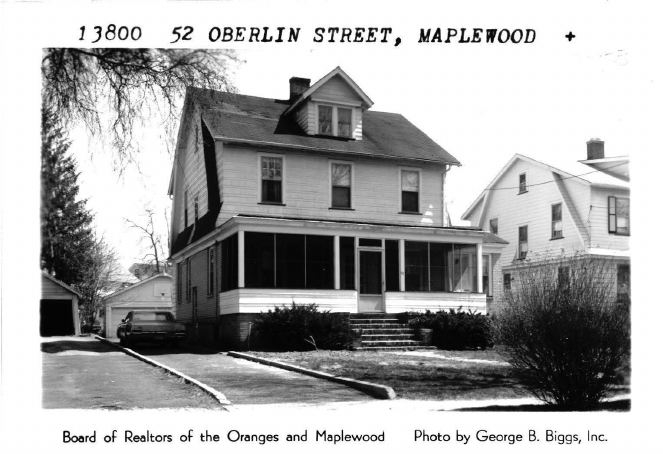 13800 52 OBERLIN STREET, MAPLEWOOD +
Board of Realtors of the Oranges and Maplewood Photo by George B. Biggs, Inc.